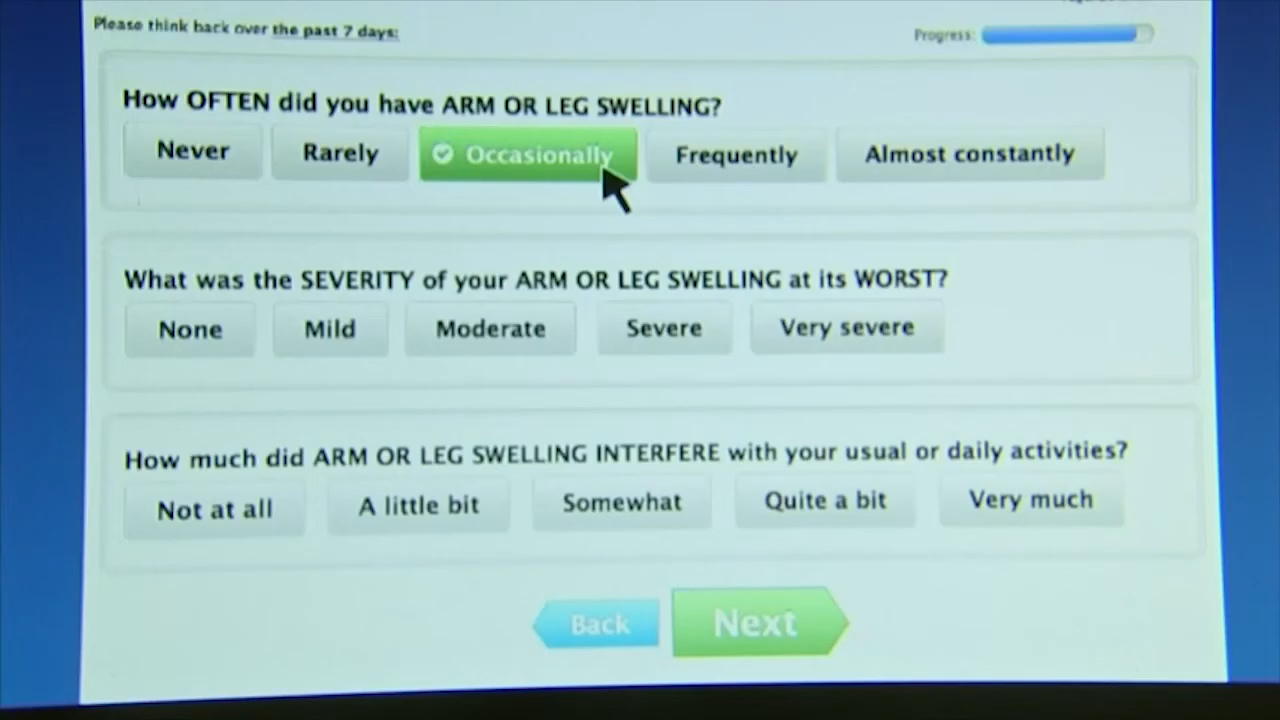 Please think back over the past 7 days:
Progress:
How OFTEN did you have ARM OR LEG SWELLING?
Never Rarely Occasionally Frequently Almost constantly
What was the SEVERITY of your ARM OR LEG SWELLING at its WORST?
None Mild Moderate Severe Very severe
How much did ARM OR LEG SWELLING INTERFERE with your usual or daily activities?
Not at all A little bit Somewhat Quite a bit Very much
Back Next